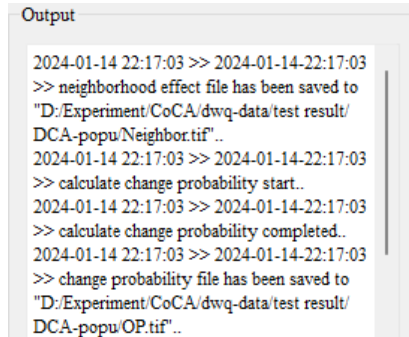 Output
2024-01-14 22:17:03 >> 2024-01-14-22:17:03
>> neighborhood effect file has been saved to
"D:/Experiment/CoCA/dwq-data/test result/
DCA-popu/Neighbor.tif"..
2024-01-14 22:17:03 >> 2024-01-14-22:17:03
>> calculate change probability start..
2024-01-14 22:17:03 >> 2024-01-14-22:17:03
>> calculate change probability completed..
2024-01-14 22:17:03 >> 2024-01-14-22:17:03
>> change probability file has been saved to
"D:/Experiment/CoCA/dwq-data/test result/
DCA-popu/OP.tif"..